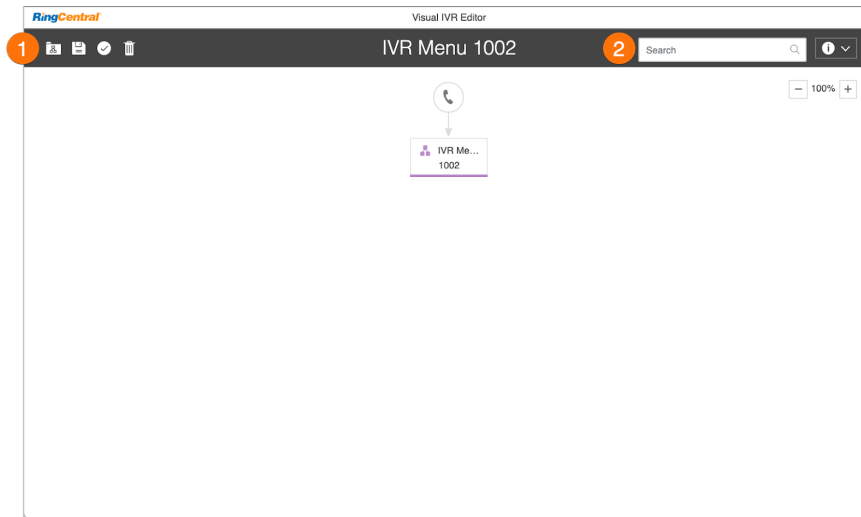 RingCentral
Visual IVR Editor
1
IVR Menu 1002
2
Search
100%
IVR Me...
1002